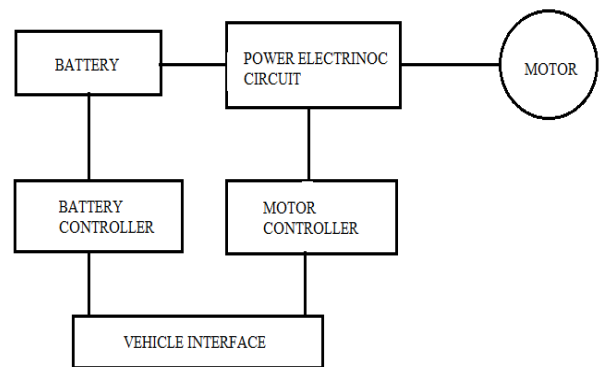 BATTERY
POWER ELECTRINOC
CIRCUIT
MOTOR
BATTERY
CONTROLLER
MOTOR
CONTROLLER
VEHICLE INTERFACE